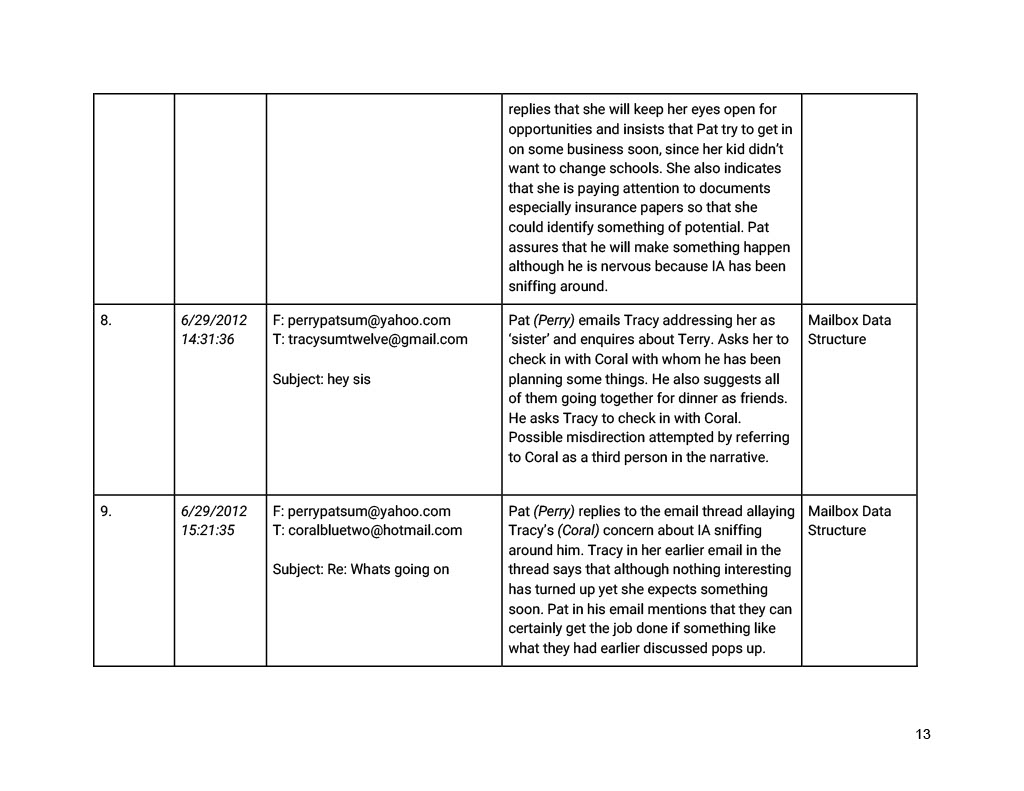 replies that she will keep her eyes open for
opportunities and insists that Pat try to get in
on some business soon, since her kid didn’t
want to change schools. She also indicates
that she is paying attention to documents
especially insurance papers so that she
could identify something of potential. Pat
assures that he will make something happen
although he is nervous because IA has been
sniffing around.
8.
6/29/2012
14:31:36
F: perrypatsum@yahoo.com
T: tracysumtwelve@gmail.com
Subject: hey sis
Pat (Perry) emails Tracy addressing her as
‘sister’ and enquires about Terry. Asks her to
check in with Coral with whom he has been
planning some things. He also suggests all
of them going together for dinner as friends.
He asks Tracy to check in with Coral.
Possible misdirection attempted by referring
to Coral as a third person in the narrative.
Mailbox Data
Structure
9.
6/29/2012
15:21:35
F: perrypatsum@yahoo.com
T: coralbluetwo@hotmail.com
Subject: Re: Whats going on
Pat (Perry) replies to the email thread allaying
Tracy’s (Coral) concern about IA sniffing
around him. Tracy in her earlier email in the
thread says that although nothing interesting
has turned up yet she expects something
soon. Pat in his email mentions that they can
certainly get the job done if something like
what they had earlier discussed pops up.
Mailbox Data
Structure
13